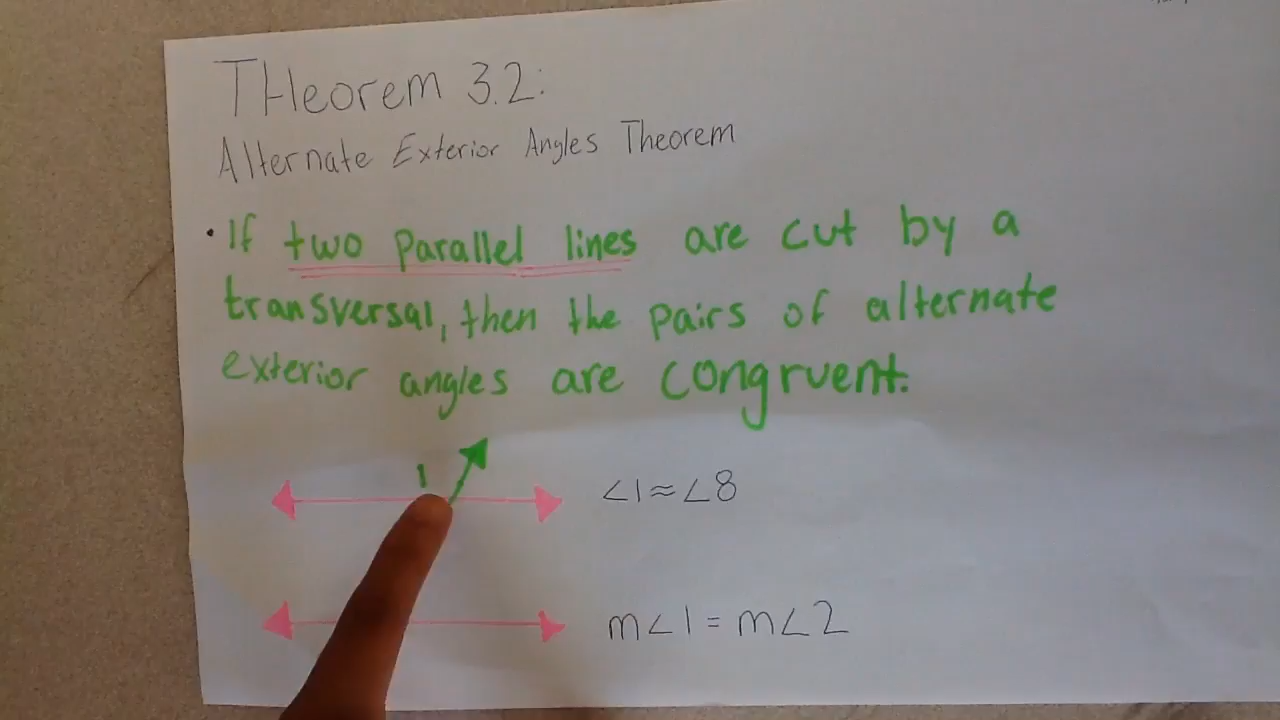 THeorem 3.2:
Alternate Exterior Angles Theorem
• If two parallel lines are cut by a
transversal, then the pairs of alternate
exterior angles are congruent.
1
∠1≈∠8
m∠1=m∠2